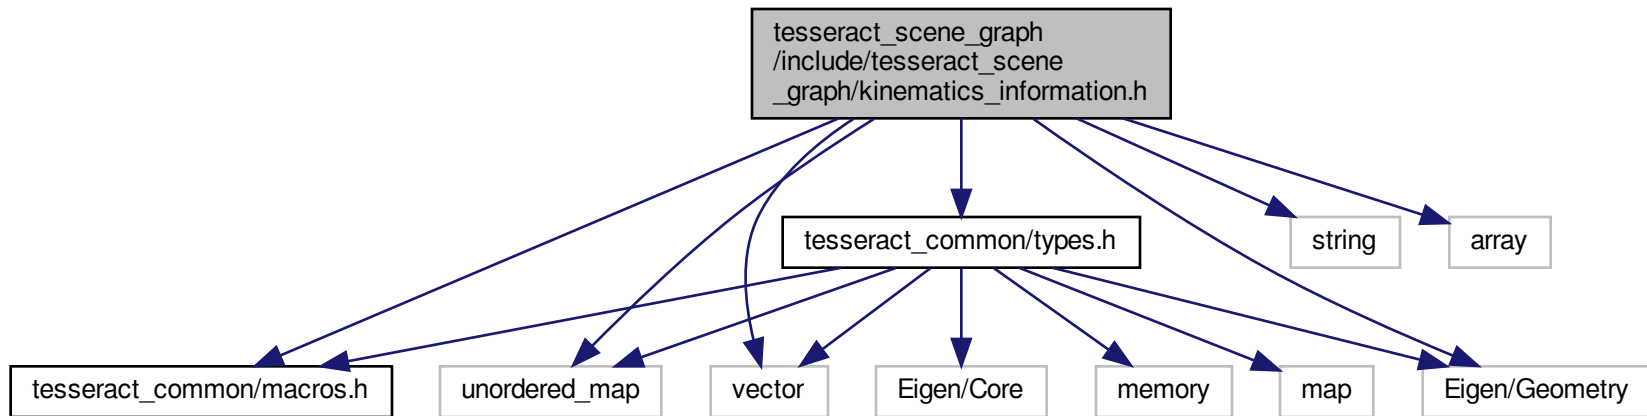 tesseract_scene_graph
/include/tesseract_scene
_graph/kinematics_information.h
tesseract_common/types.h
string
array
tesseract_common/macros.h
unordered_map
vector
Eigen/Core
memory
map
Eigen/Geometry